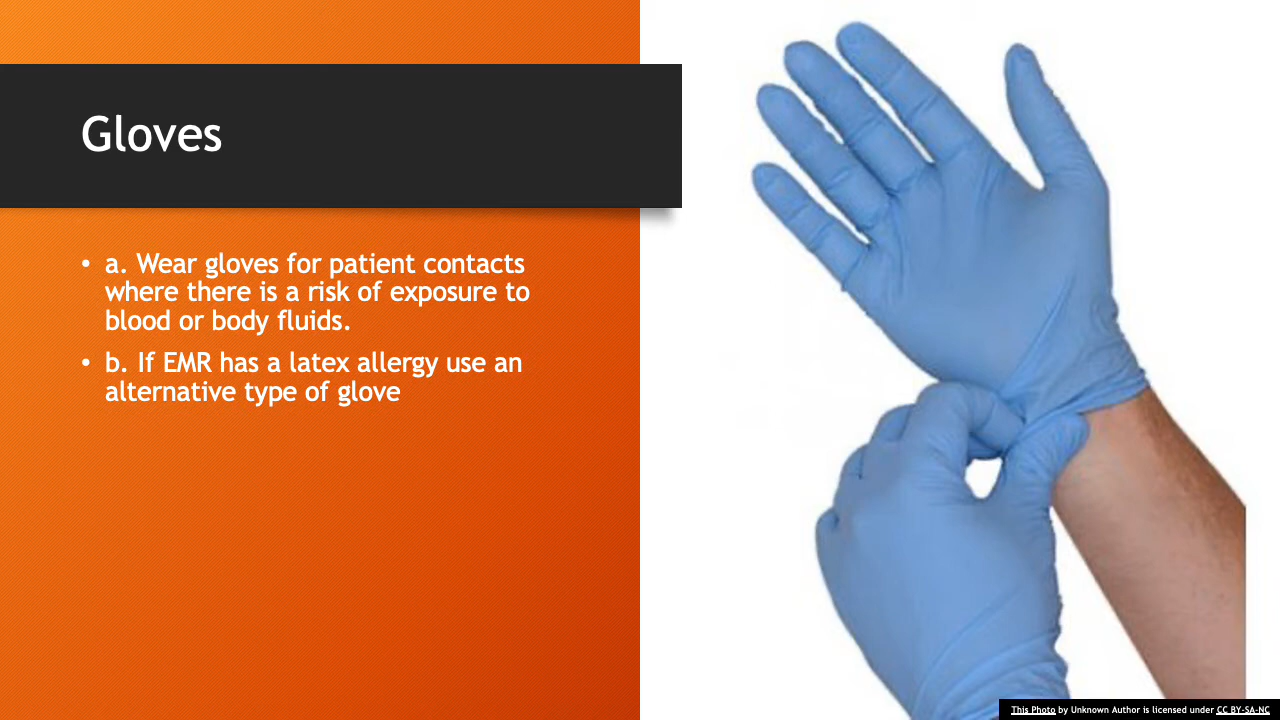 Gloves
• a. Wear gloves for patient contacts
where there is a risk of exposure to
blood or body fluids.
• b. If EMR has a latex allergy use an
alternative type of glove
This Photo by Unknown Author is licensed under CC BY-SA-NC